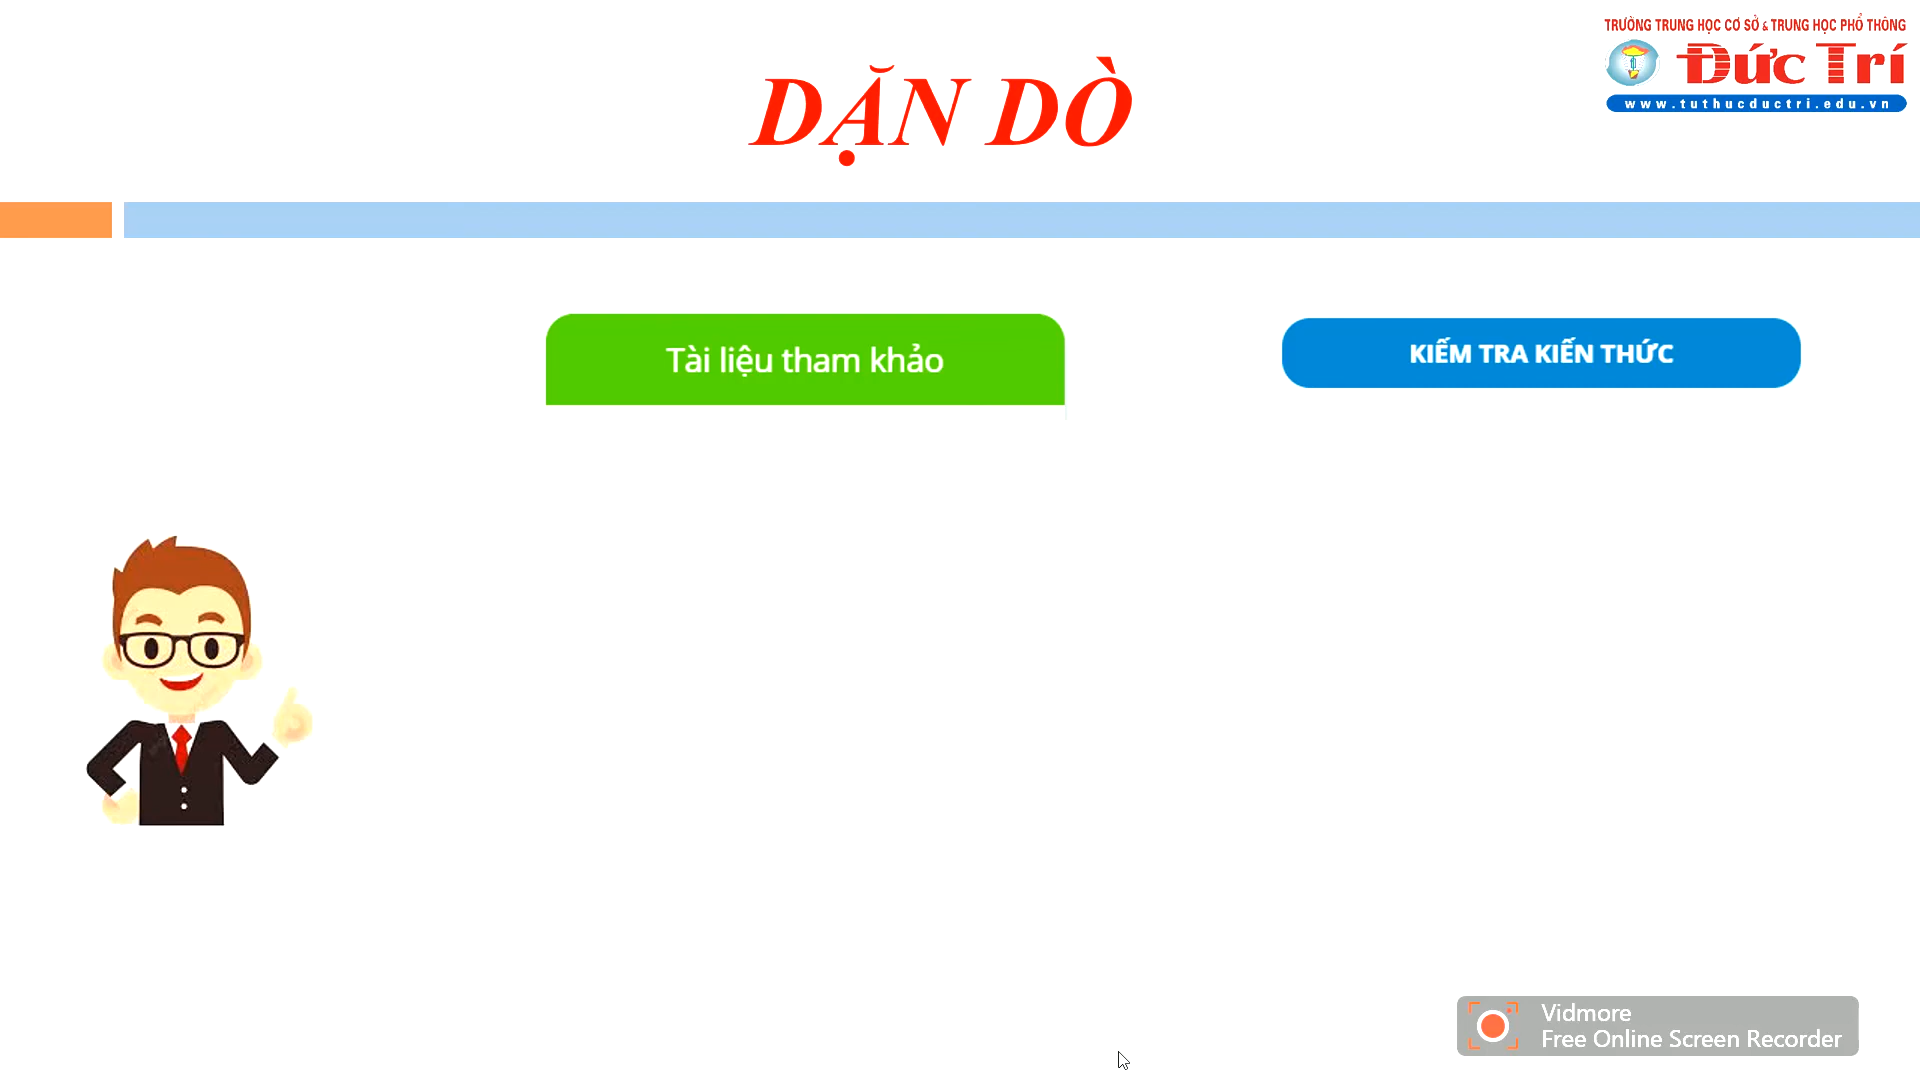 TRƯỜNG TRUNG HỌC CƠ SỞ & TRUNG HỌC PHỔ THÔNG
Đức Trí
www.tuthucductri.edu.vn
DẶN DÒ
Tài liệu tham khảo
KIỂM TRA KIẾN THỨC
Vidmore
Free Online Screen Recorder